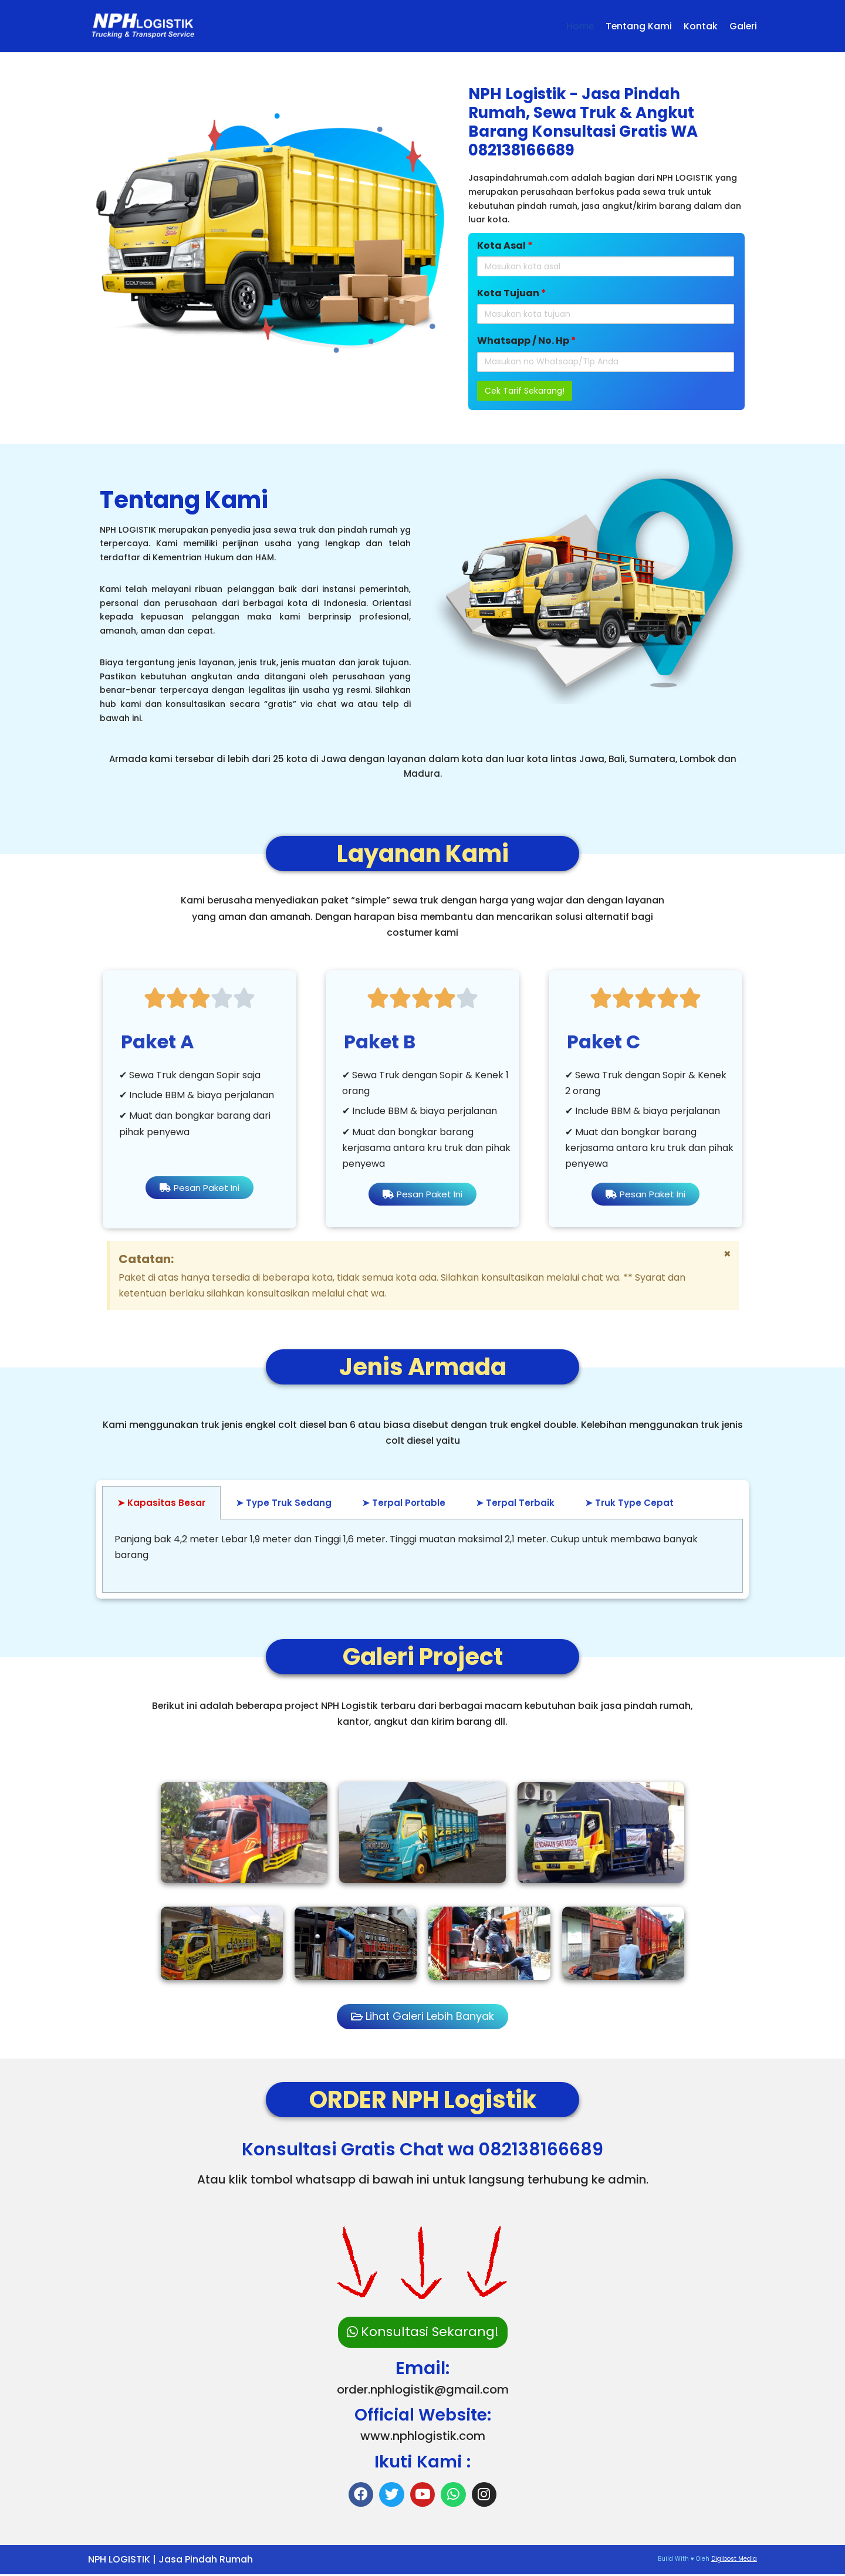 NPH LOGISTIK
Trucking & Transport Service
Home
Tentang Kami
Kontak
Galeri
NPH Logistik - Jasa Pindah
Rumah, Sewa Truk & Angkut
Barang Konsultasi Gratis WA
082138166689
Jasapindahrumah.com adalah bagian dari NPH LOGISTIK yang
merupakan perusahaan berfokus pada sewa truk untuk
kebutuhan pindah rumah, jasa angkut/kirim barang dalam dan
luar kota.
Kota Asal *
Masukan kota asal
Kota Tujuan *
Masukan kota tujuan
Whatsapp / No. Hp *
Masukan no Whatsaap/Tlp Anda
Cek Tarif Sekarang!
Tentang Kami
NPH LOGISTIK merupakan penyedia jasa sewa truk dan pindah rumah yg
terpercaya. Kami memiliki perijinan usaha yang lengkap dan telah
terdaftar di Kementrian Hukum dan HAM.
Kami telah melayani ribuan pelanggan baik dari instansi pemerintah,
personal dan perusahaan dari berbagai kota di Indonesia. Orientasi
kepada kepuasan pelanggan maka kami berprinsip profesional,
amanah, aman dan cepat.
Biaya tergantung jenis layanan, jenis truk, jenis muatan dan jarak tujuan.
Pastikan kebutuhan angkutan anda ditangani oleh perusahaan yang
benar-benar terpercaya dengan legalitas ijin usaha yg resmi. Silahkan
hub kami dan konsultasikan secara “gratis” via chat wa atau telp di
bawah ini.
Armada kami tersebar di lebih dari 25 kota di Jawa dengan layanan dalam kota dan luar kota lintas Jawa, Bali, Sumatera, Lombok dan
Madura.
Layanan Kami
Kami berusaha menyediakan paket “simple” sewa truk dengan harga yang wajar dan dengan layanan
yang aman dan amanah. Dengan harapan bisa membantu dan mencarikan solusi alternatif bagi
costumer kami
Paket A
✔ Sewa Truk dengan Sopir saja
✔ Include BBM & biaya perjalanan
✔ Muat dan bongkar barang dari
pihak penyewa
Pesan Paket Ini
Paket B
✔ Sewa Truk dengan Sopir & Kenek 1
orang
✔ Include BBM & biaya perjalanan
✔ Muat dan bongkar barang
kerjasama antara kru truk dan pihak
penyewa
Pesan Paket Ini
Paket C
✔ Sewa Truk dengan Sopir & Kenek
2 orang
✔ Include BBM & biaya perjalanan
✔ Muat dan bongkar barang
kerjasama antara kru truk dan pihak
penyewa
Pesan Paket Ini
Catatan:
×
Paket di atas hanya tersedia di beberapa kota, tidak semua kota ada. Silahkan konsultasikan melalui chat wa. ** Syarat dan
ketentuan berlaku silahkan konsultasikan melalui chat wa.
Jenis Armada
Kami menggunakan truk jenis engkel colt diesel ban 6 atau biasa disebut dengan truk engkel double. Kelebihan menggunakan truk jenis
colt diesel yaitu
➤ Kapasitas Besar
➤ Type Truk Sedang
➤ Terpal Portable
➤ Terpal Terbaik
➤ Truk Type Cepat
Panjang bak 4,2 meter Lebar 1,9 meter dan Tinggi 1,6 meter. Tinggi muatan maksimal 2,1 meter. Cukup untuk membawa banyak
barang
Galeri Project
Berikut ini adalah beberapa project NPH Logistik terbaru dari berbagai macam kebutuhan baik jasa pindah rumah,
kantor, angkut dan kirim barang dll.
Lihat Galeri Lebih Banyak
ORDER NPH Logistik
Konsultasi Gratis Chat wa 082138166689
Atau klik tombol whatsapp di bawah ini untuk langsung terhubung ke admin.
Konsultasi Sekarang!
Email:
order.nphlogistik@gmail.com
Official Website:
www.nphlogistik.com
Ikuti Kami :
NPH LOGISTIK | Jasa Pindah Rumah
Build With ♥ Oleh Digibost Media